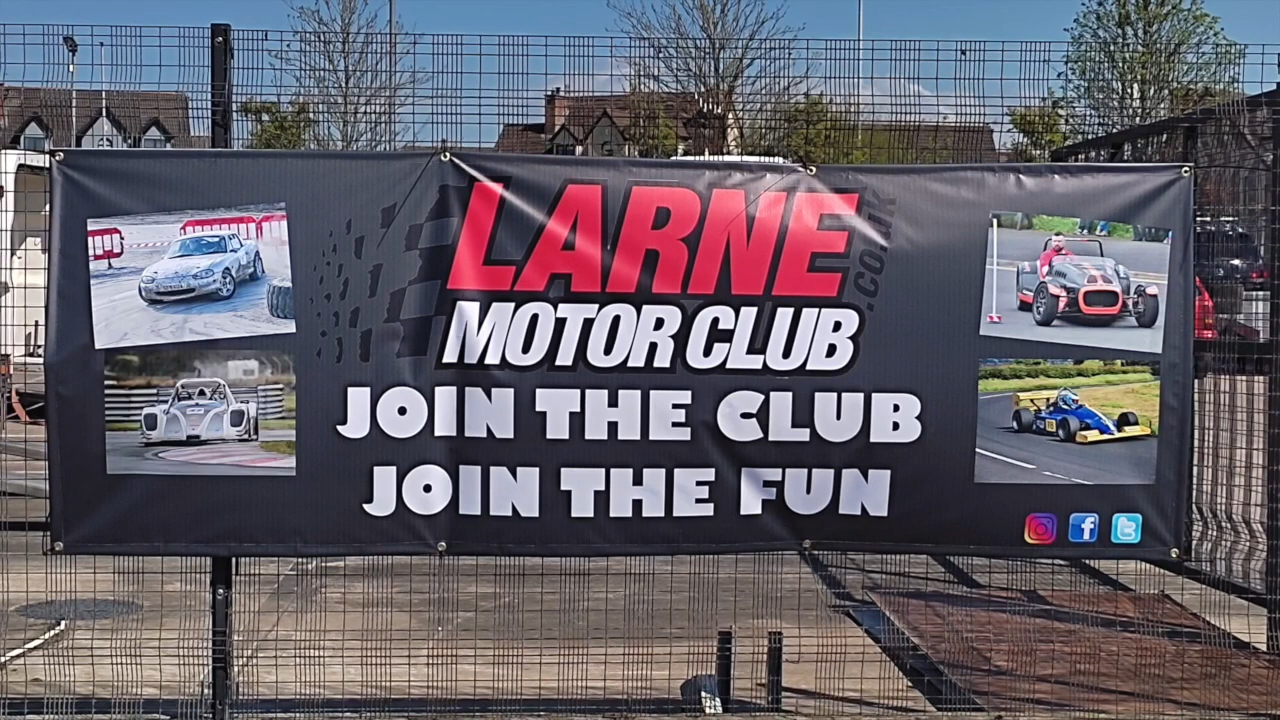 LARNE
.co.uk
MOTOR CLUB
JOIN THE CLUB
JOIN THE FUN